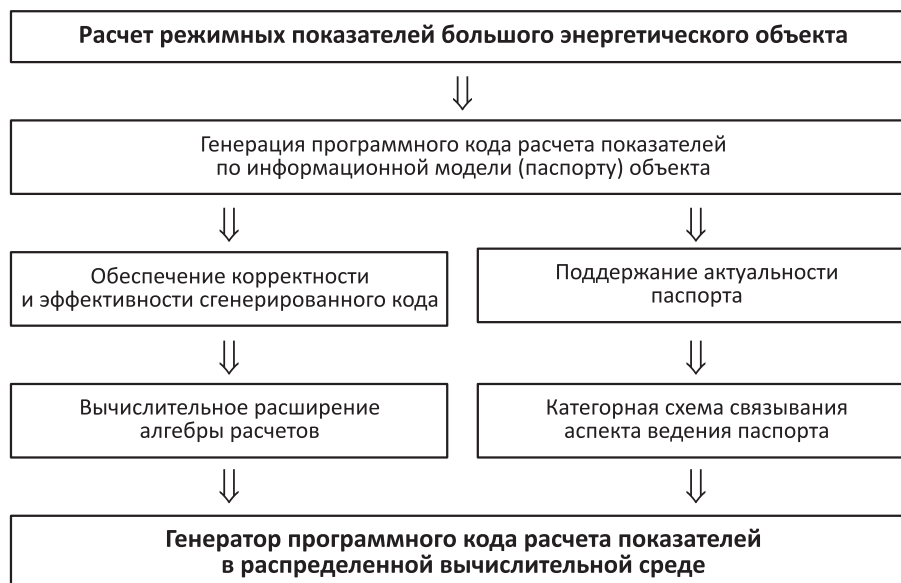 Расчет режимных показателей большого энергетического объекта
Генерация программного кода расчета показателей
по информационной модели (паспорту) объекта
Обеспечение корректности
и эффективности сгенерированного кода
Поддержание актуальности
паспорта
Вычислительное расширение
алгебры расчетов
Категорная схема связывания
аспекта ведения паспорта
Генератор программного кода расчета показателей
в распределенной вычислительной среде